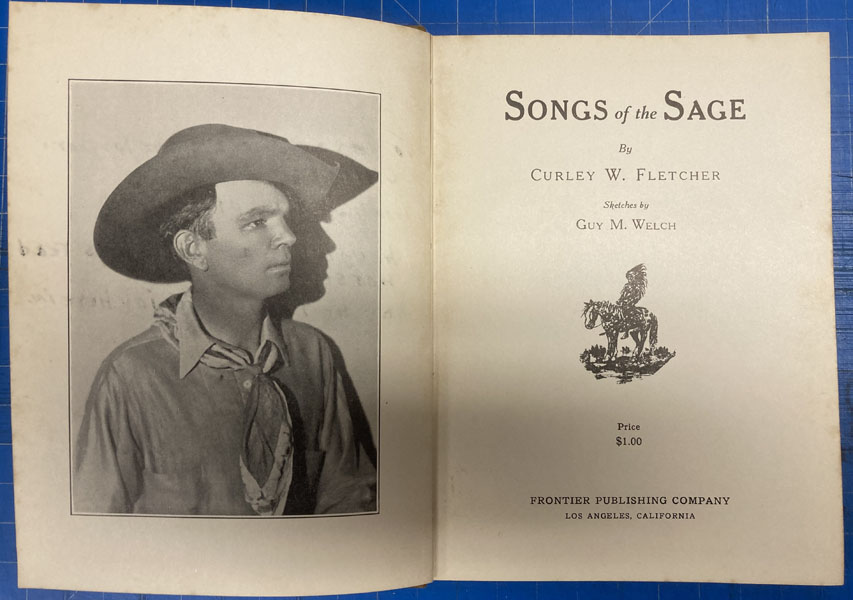 SONGS of the SAGE
By
CURLEY W. FLETCHER
Sketches by
GUY M. WELCH
Price
$1.00
FRONTIER PUBLISHING COMPANY
LOS ANGELES, CALIFORNIA